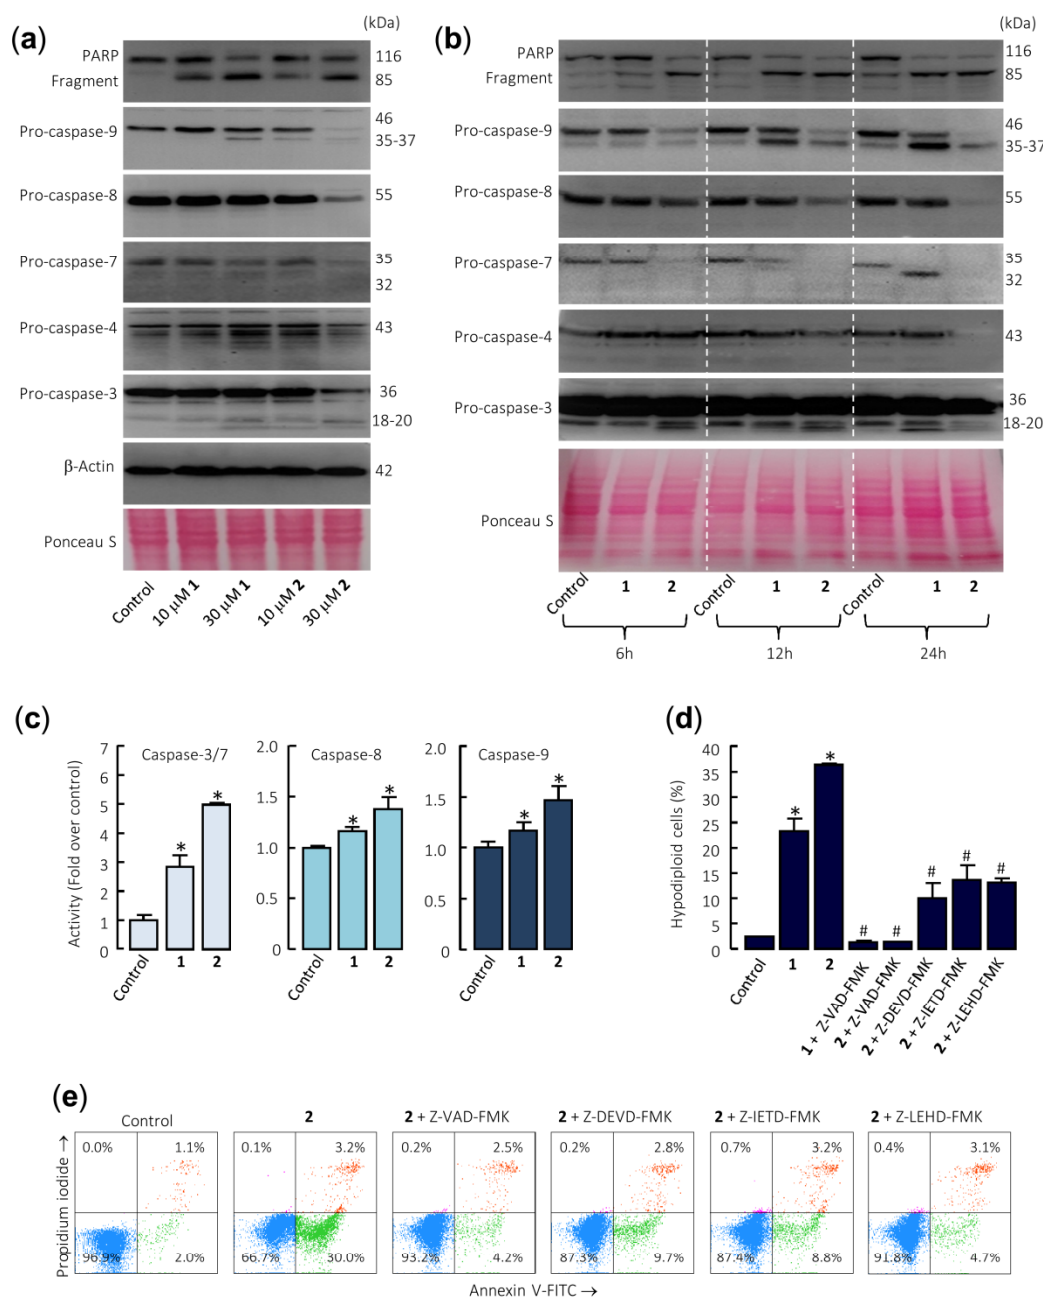 (a)
(kDa)
PARP 116
Fragment 85
Pro-caspase-9 46
35-37
Pro-caspase-8 55
Pro-caspase-7 35
32
Pro-caspase-4 43
Pro-caspase-3 36
18-20
β-Actin 42
Ponceau S
Control 10 µM 1 30 µM 1 10 µM 2 30 µM 2
(b)
(kDa)
PARP 116
Fragment 85
Pro-caspase-9 46
35-37
Pro-caspase-8 55
Pro-caspase-7 35
32
Pro-caspase-4 43
Pro-caspase-3 36
18-20
Ponceau S
Control 1 2 Control 1 2 Control 1 2
6h 12h 24h
(c)
Activity (Fold over control)
7
6
5
4
3
2
1
0
Caspase-3/7
* *
Control 1 2
2.0
1.5
1.0
0.5
0
Caspase-8
* *
Control 1 2
2.0
1.5
1.0
0.5
0
Caspase-9
* *
Control 1 2
(d)
Hypodiploid cells (%)
40
35
30
25
20
15
10
5
0
* * # # # # #
Control 1 2 1 + Z-VAD-FMK 2 + Z-VAD-FMK 2 + Z-DEVD-FMK 2 + Z-IETD-FMK 2 + Z-LEHD-FMK
(e)
Control 2 2 + Z-VAD-FMK 2 + Z-DEVD-FMK 2 + Z-IETD-FMK 2 + Z-LEHD-FMK
Propidium iodide →
0.0% 1.1% 0.1% 3.2% 0.2% 2.5% 0.2% 2.8% 0.7% 3.2% 0.4% 3.1%
96.9% 2.0% 66.7% 30.0% 93.2% 4.2% 87.3% 9.7% 87.4% 8.8% 91.8% 4.7%
Annexin V-FITC →